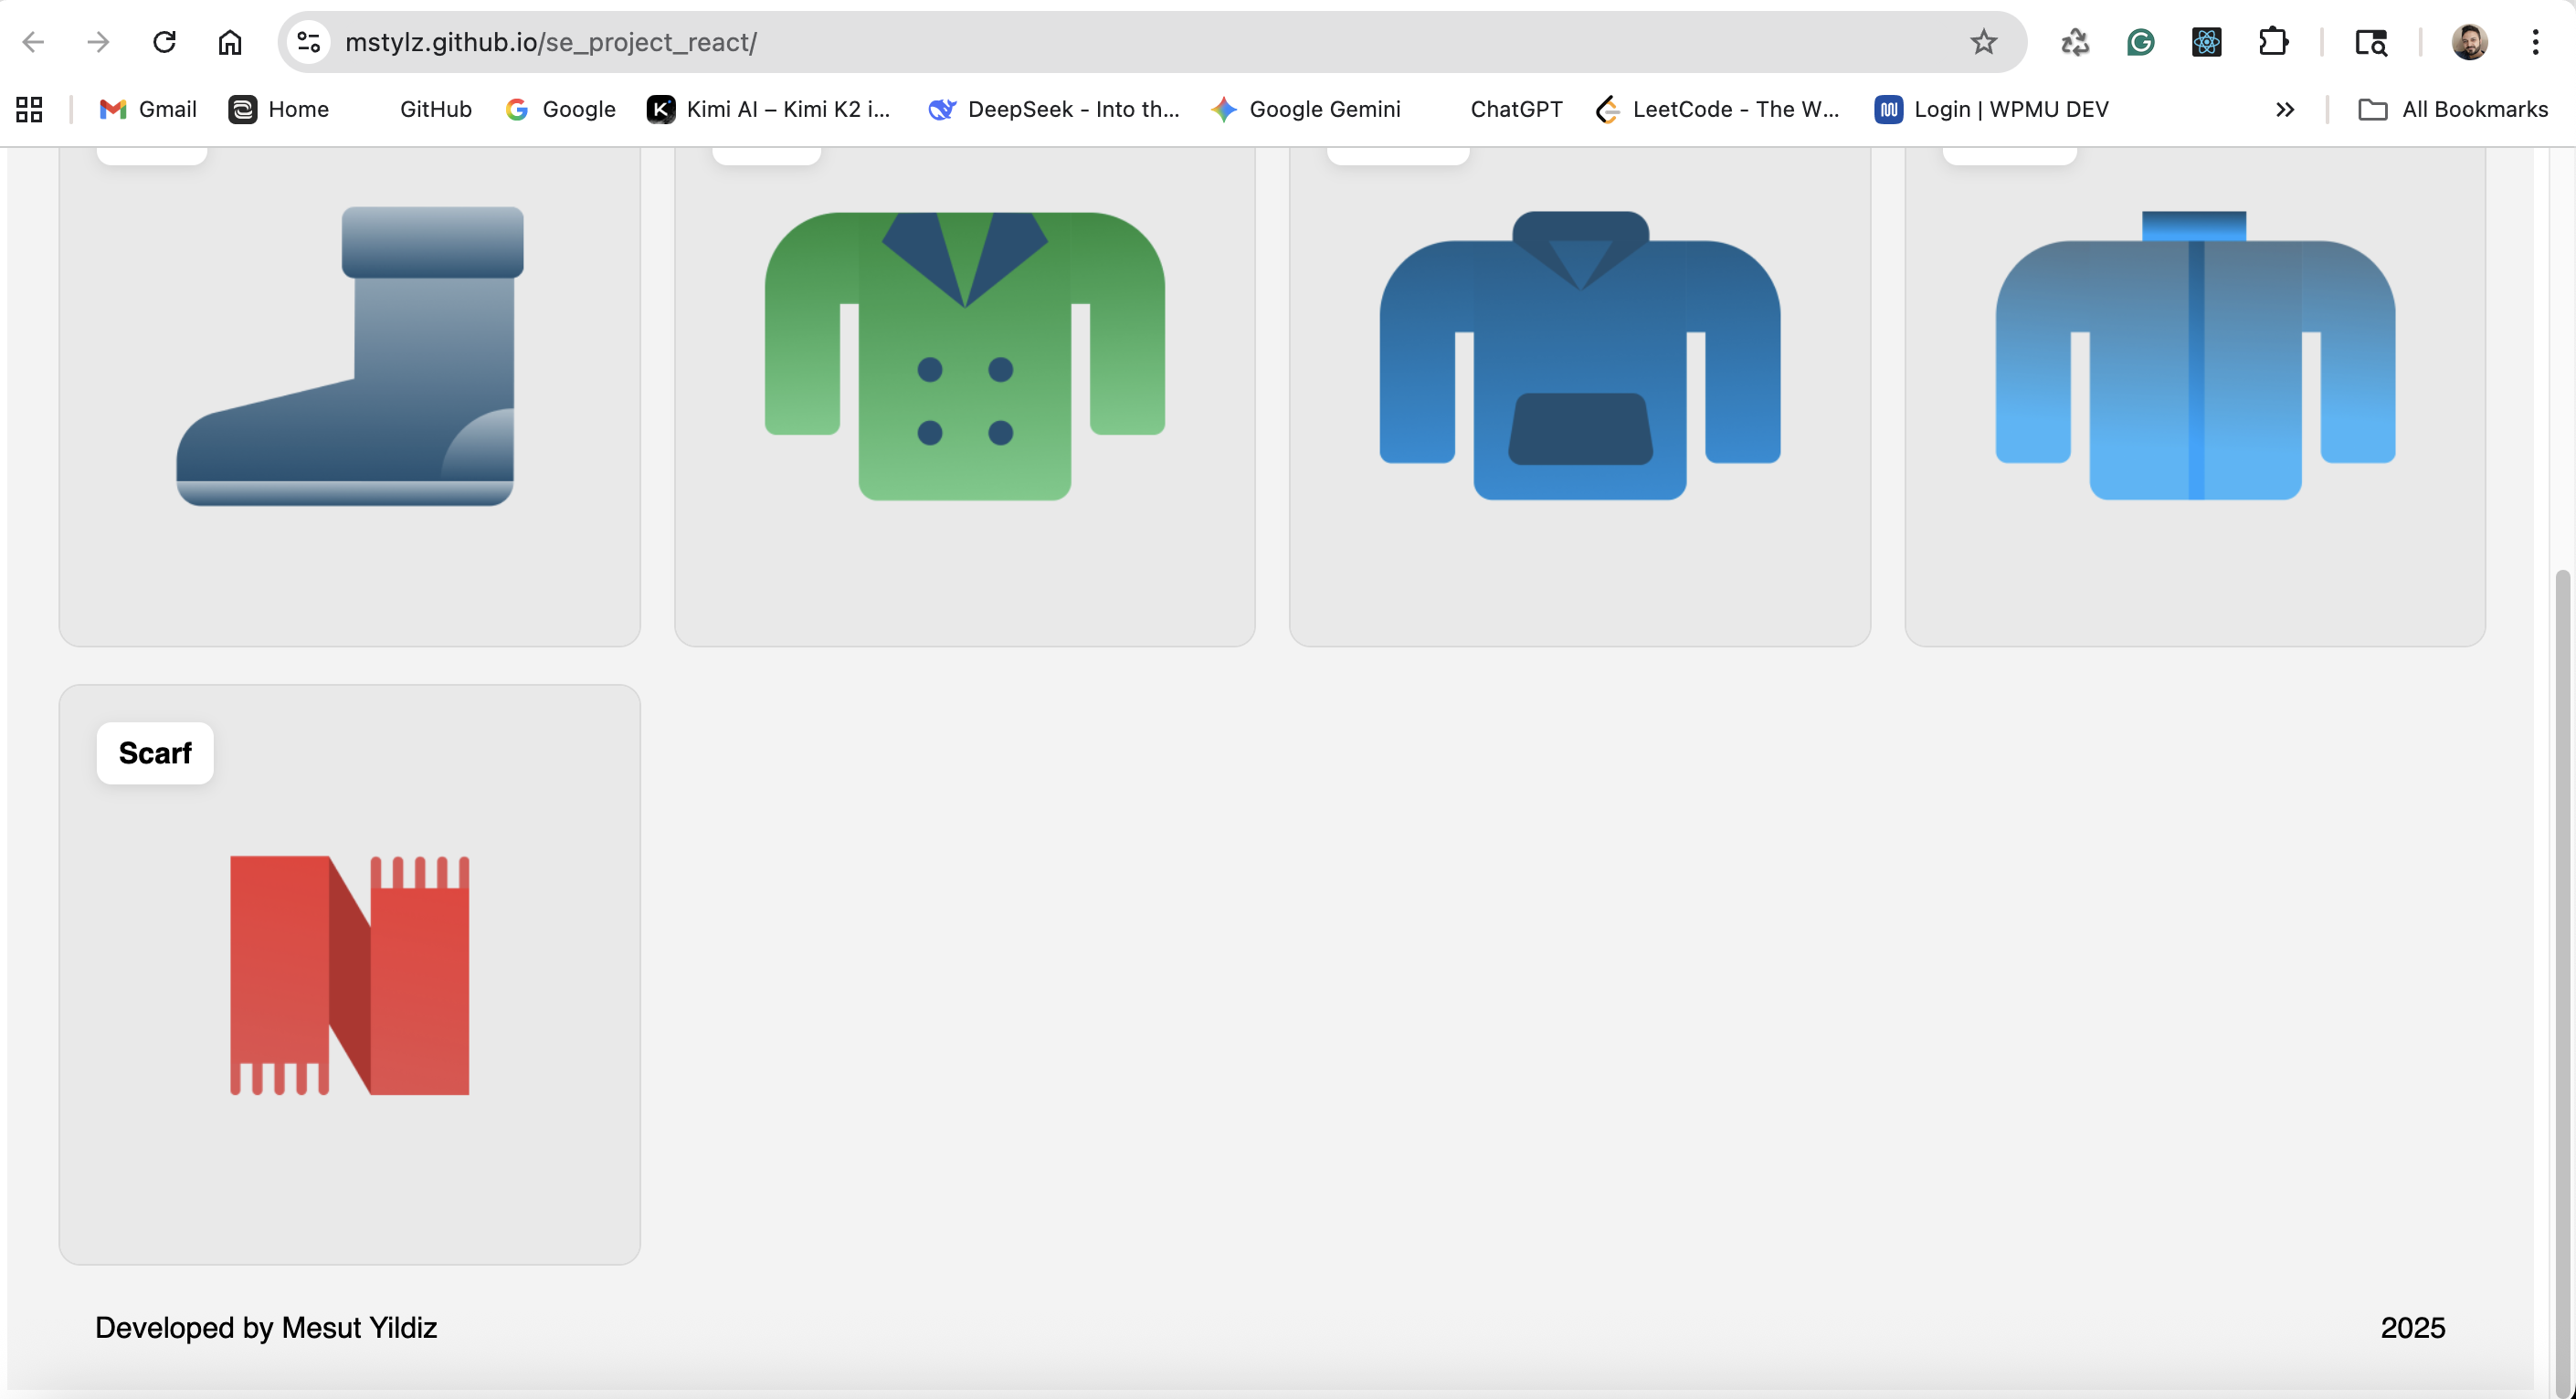 mstylz.github.io/se_project_react/
Gmail
Home
GitHub
Google
Kimi AI – Kimi K2 i...
DeepSeek - Into th...
Google Gemini
ChatGPT
LeetCode - The W...
Login | WPMU DEV
All Bookmarks
Scarf
Developed by Mesut Yildiz
2025